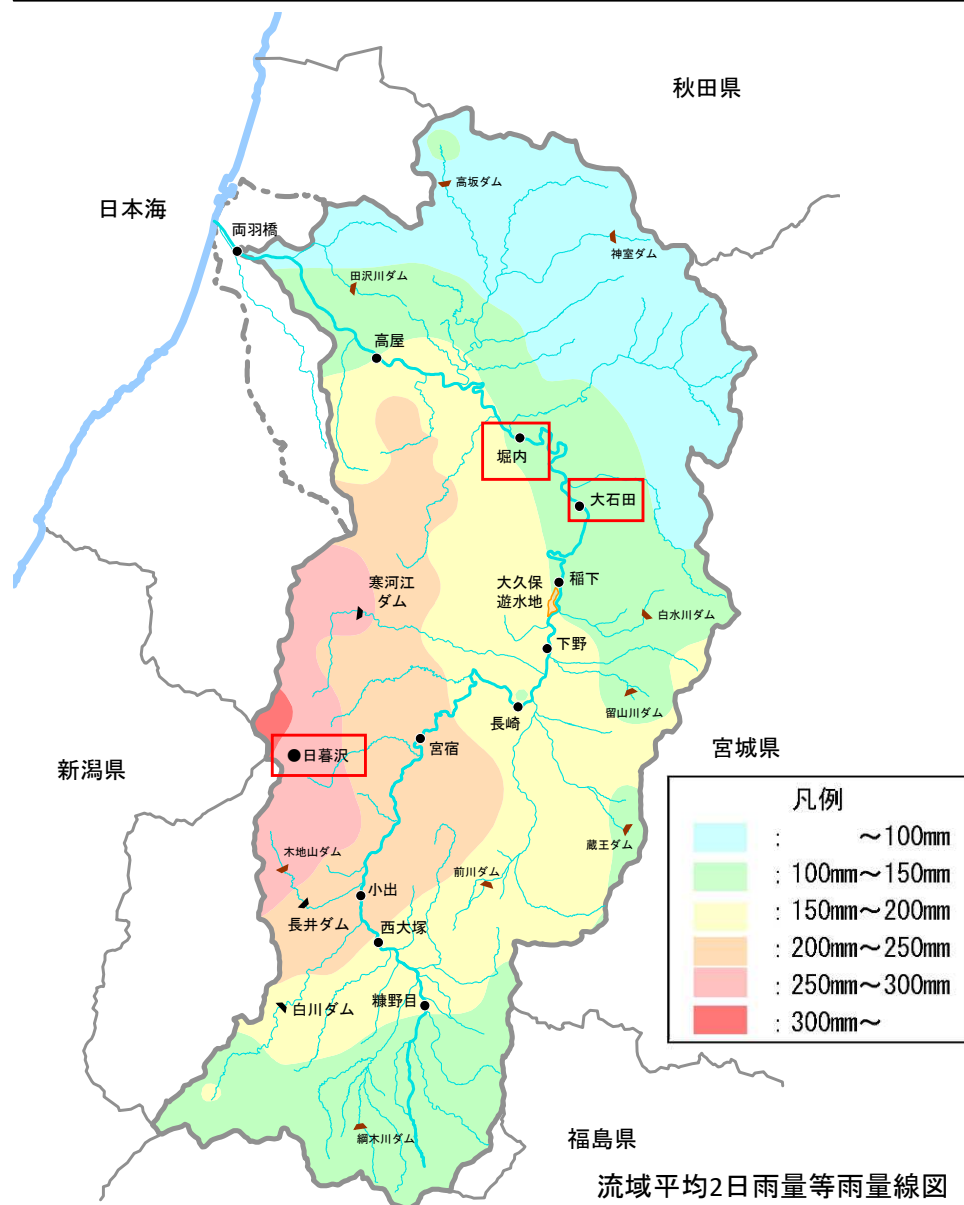 秋田県
高坂ダム
日本海
両羽橋
神室ダム
田沢川ダム
高屋
堀内
大石田
寒河江
ダム
大久保
遊水地
稲下
白水川ダム
下野
留山川ダム
長崎
宮宿
宮城県
日暮沢
新潟県
凡例
: ～100mm
: 100mm～150mm
: 150mm～200mm
: 200mm～250mm
: 250mm～300mm
: 300mm～
蔵王ダム
木地山ダム
前川ダム
小出
長井ダム
西大塚
白川ダム
糠野目
綱木川ダム
福島県
流域平均2日雨量等雨量線図